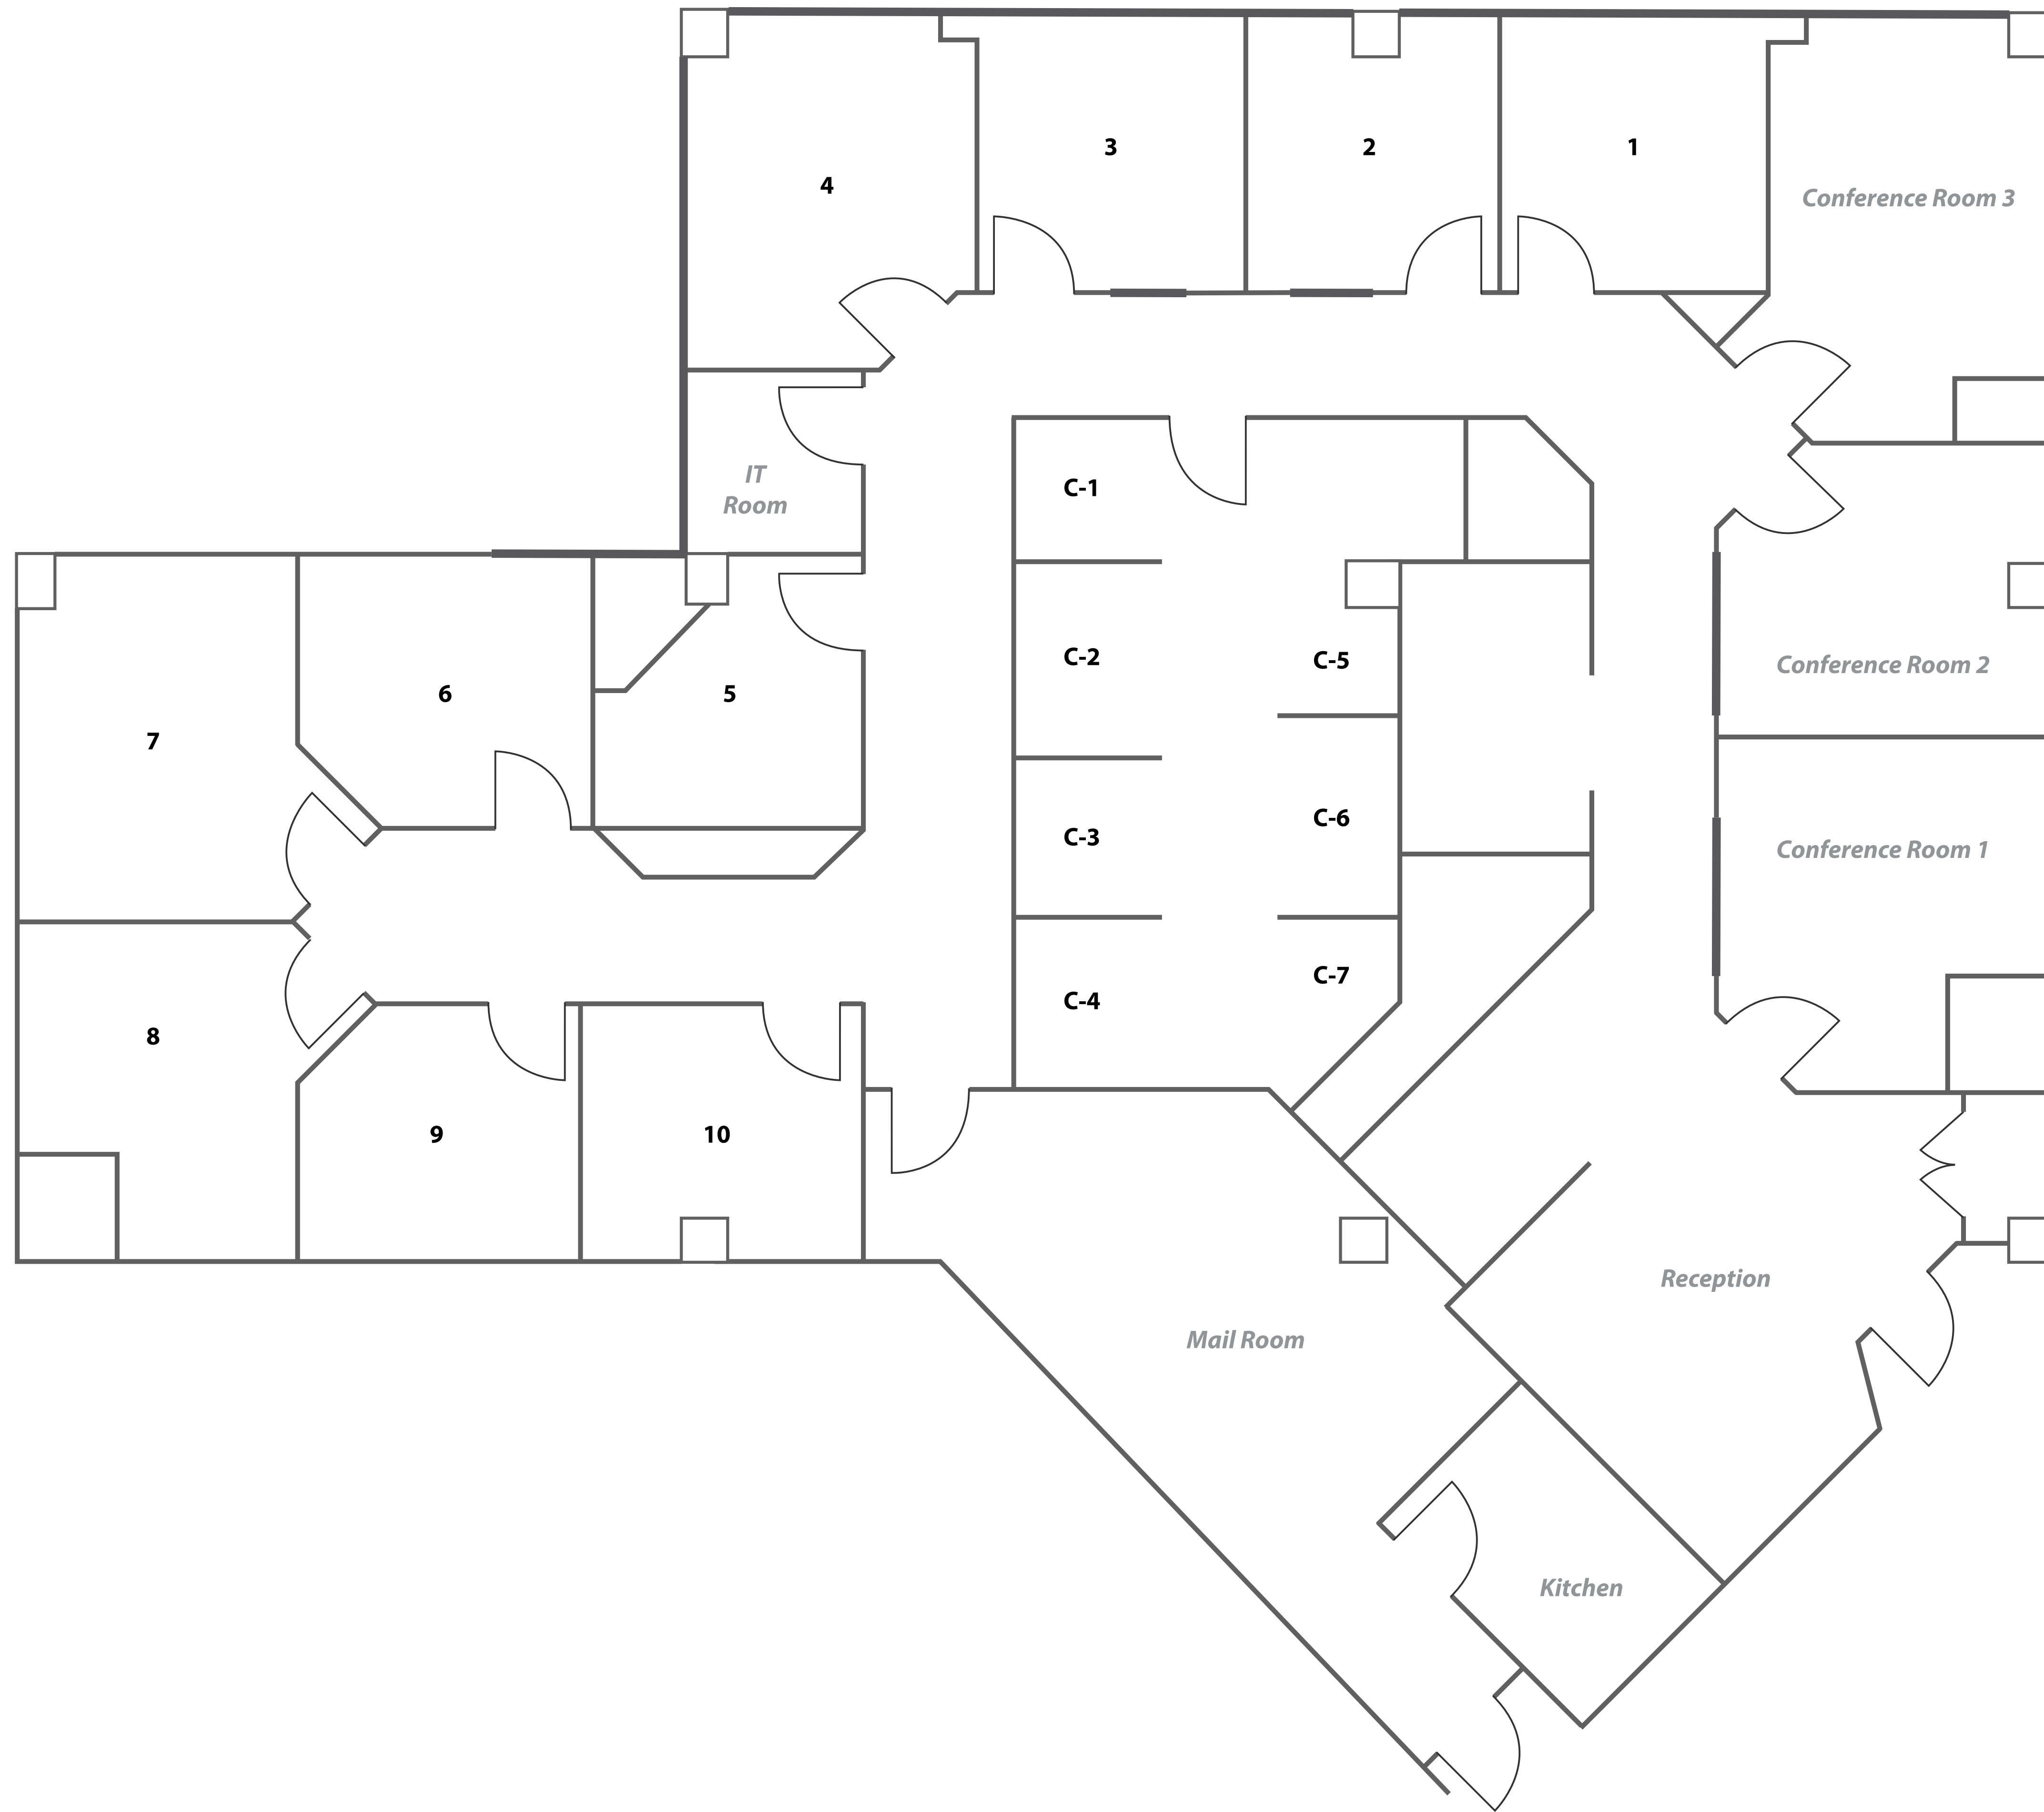 3
2
1
4
Conference Room 3
IT
Room
C-1
C-2
C-5
Conference Room 2
6
5
7
C-6
C-3
Conference Room 1
C-7
C-4
8
9
10
Reception
Mail Room
Kitchen